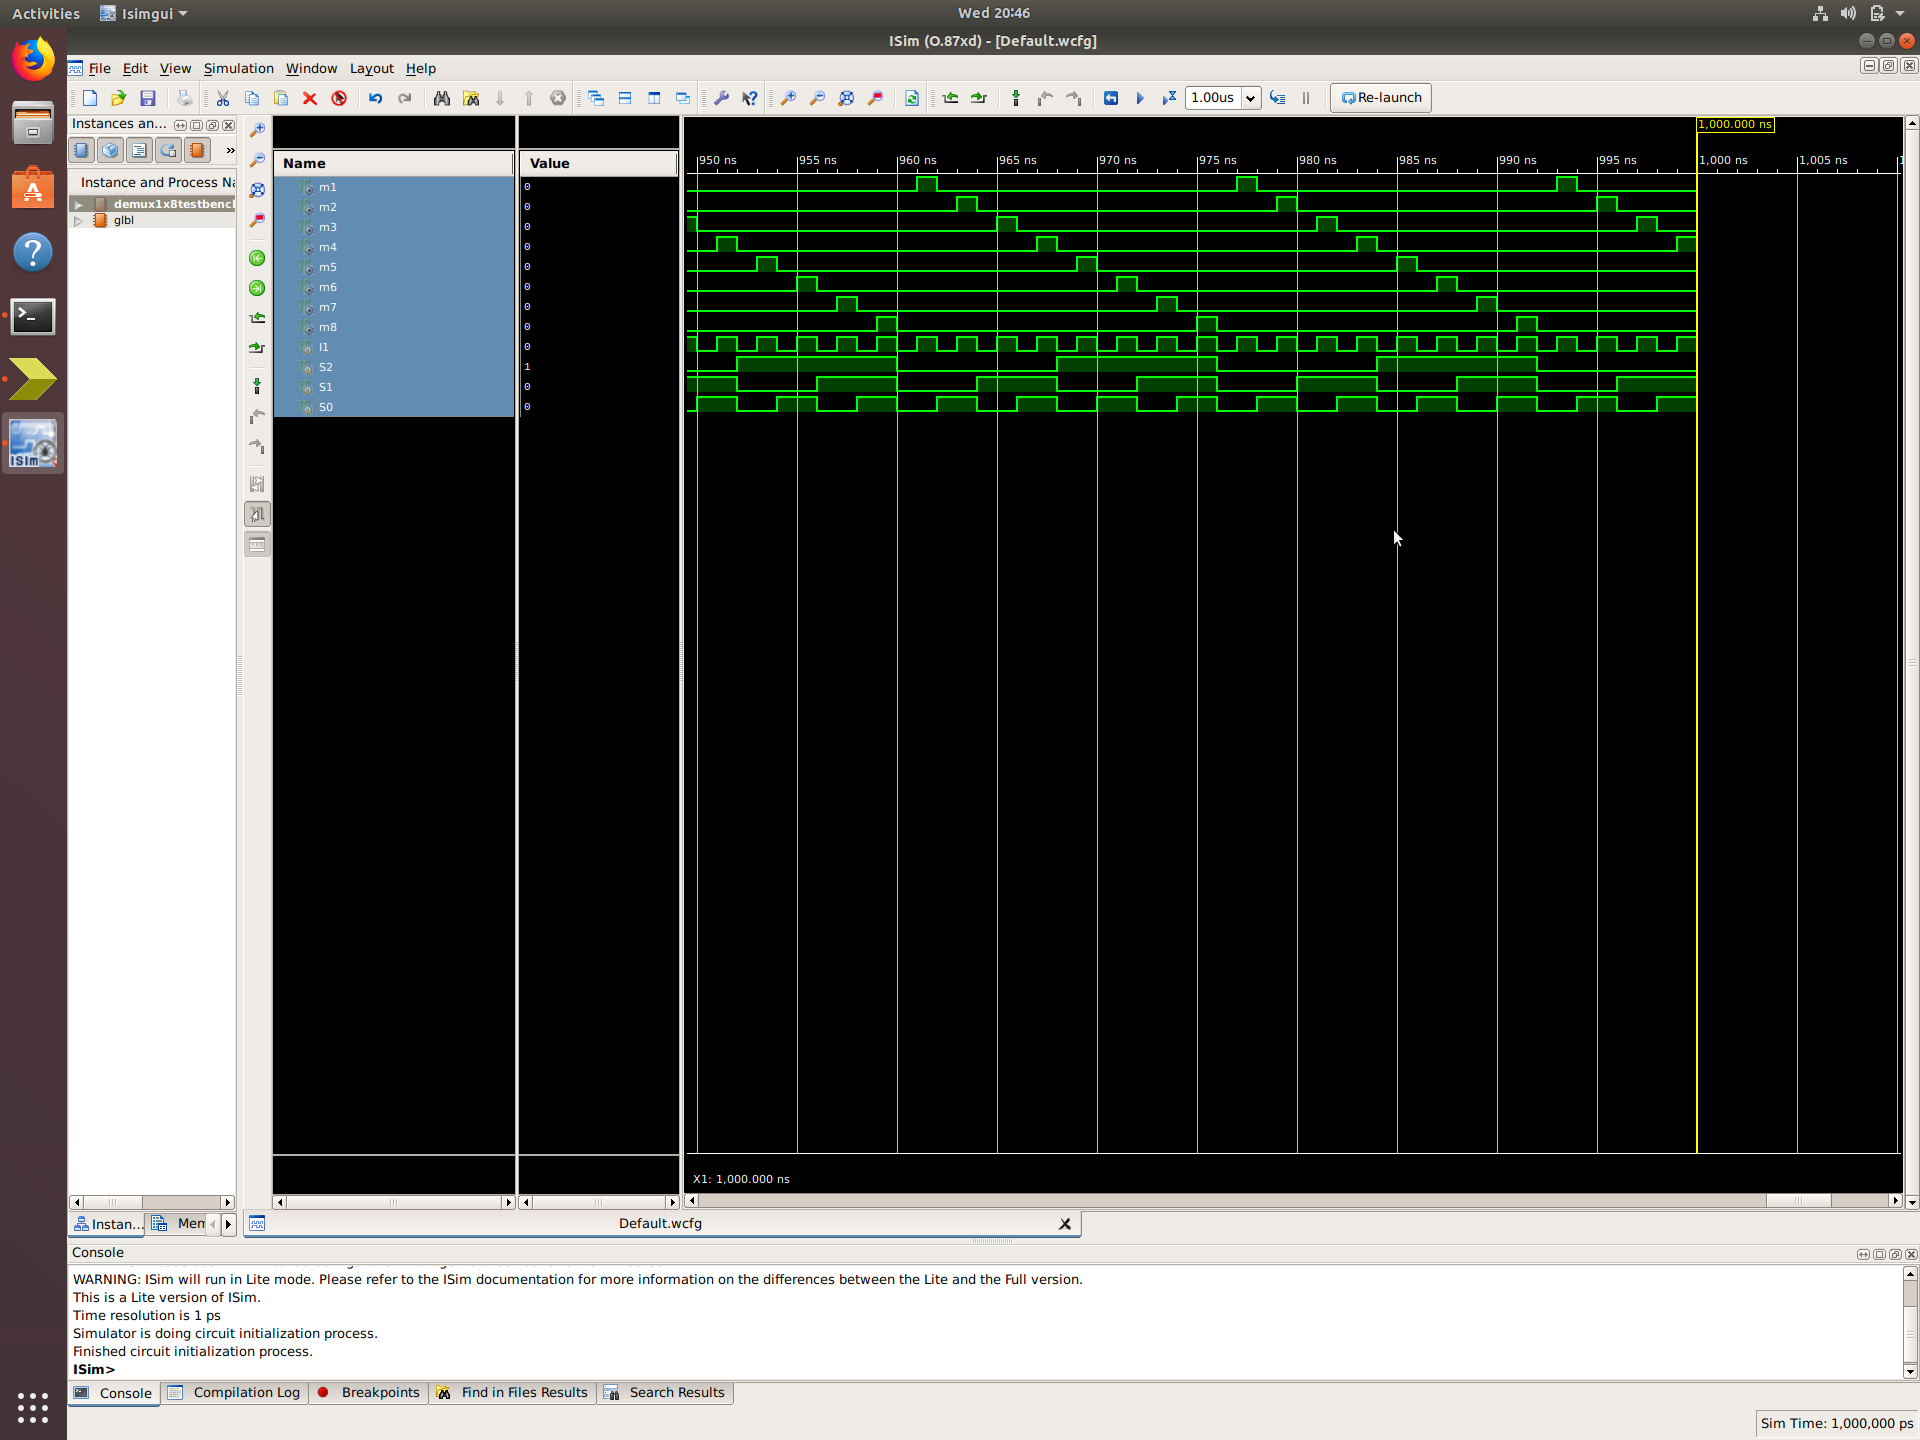 Activities Isimgui Wed 20:46
ISim (O.87xd) - [Default.wcfg]
File Edit View Simulation Window Layout Help
1.00us Re-launch
Instances an...
»
Instance and Process Na
demux1x8testbencl
glbl
Name Value
1,000.000 ns
950 ns 955 ns 960 ns 965 ns 970 ns 975 ns 980 ns 985 ns 990 ns 995 ns 1,000 ns 1,005 ns
m1 0
m2 0
m3 0
m4 0
m5 0
m6 0
m7 0
m8 0
I1 0
S2 1
S1 0
S0 0
X1: 1,000.000 ns
Instan... Men
Default.wcfg
Console
WARNING: ISim will run in Lite mode. Please refer to the ISim documentation for more information on the differences between the Lite and the Full version.
This is a Lite version of ISim.
Time resolution is 1 ps
Simulator is doing circuit initialization process.
Finished circuit initialization process.
ISim>
Console Compilation Log Breakpoints Find in Files Results Search Results
Sim Time: 1,000,000 ps
ISim